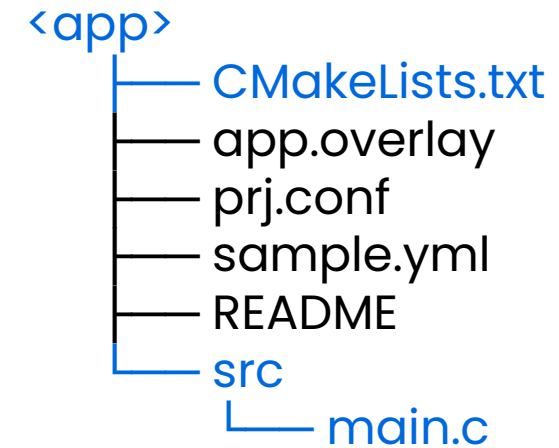 <app>
CMakeLists.txt
app.overlay
prj.conf
sample.yml
README
src
main.c